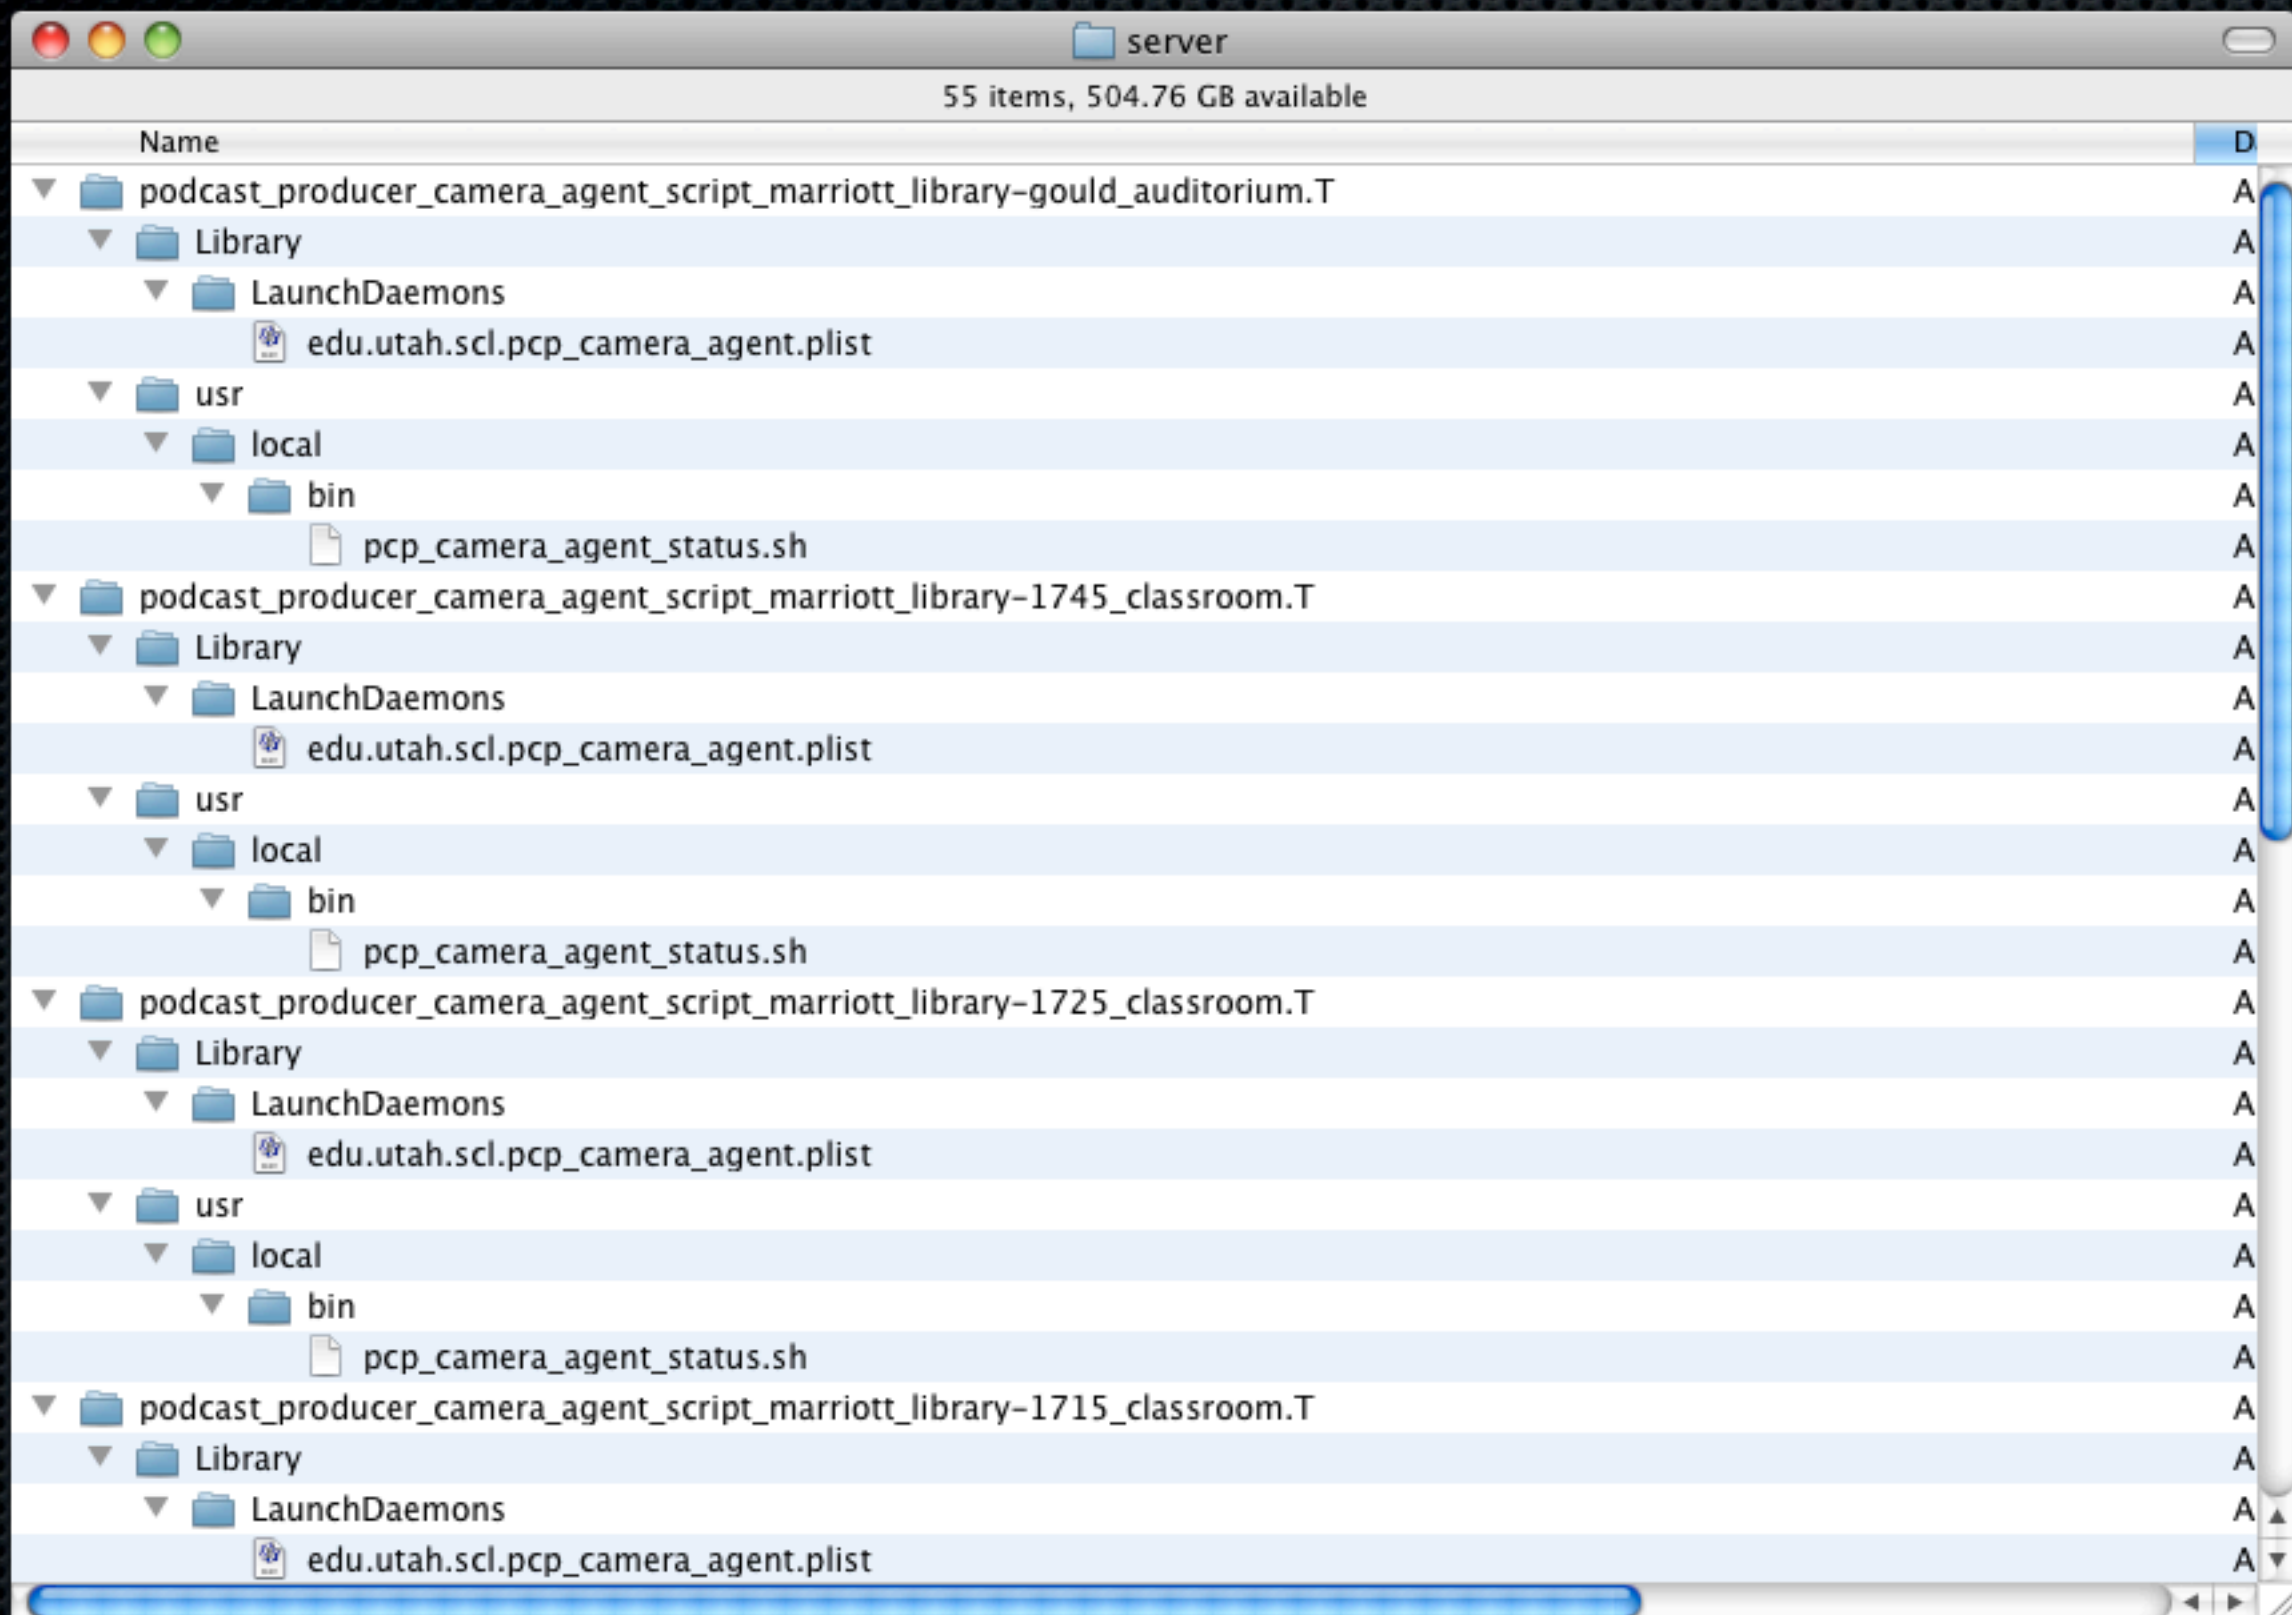 server
55 items, 504.76 GB available
Name D
podcast_producer_camera_agent_script_marriott_library-gould_auditorium.T A
Library A
LaunchDaemons A
edu.utah.scl.pcp_camera_agent.plist A
usr A
local A
bin A
pcp_camera_agent_status.sh A
podcast_producer_camera_agent_script_marriott_library-1745_classroom.T A
Library A
LaunchDaemons A
edu.utah.scl.pcp_camera_agent.plist A
usr A
local A
bin A
pcp_camera_agent_status.sh A
podcast_producer_camera_agent_script_marriott_library-1725_classroom.T A
Library A
LaunchDaemons A
edu.utah.scl.pcp_camera_agent.plist A
usr A
local A
bin A
pcp_camera_agent_status.sh A
podcast_producer_camera_agent_script_marriott_library-1715_classroom.T A
Library A
LaunchDaemons A
edu.utah.scl.pcp_camera_agent.plist A